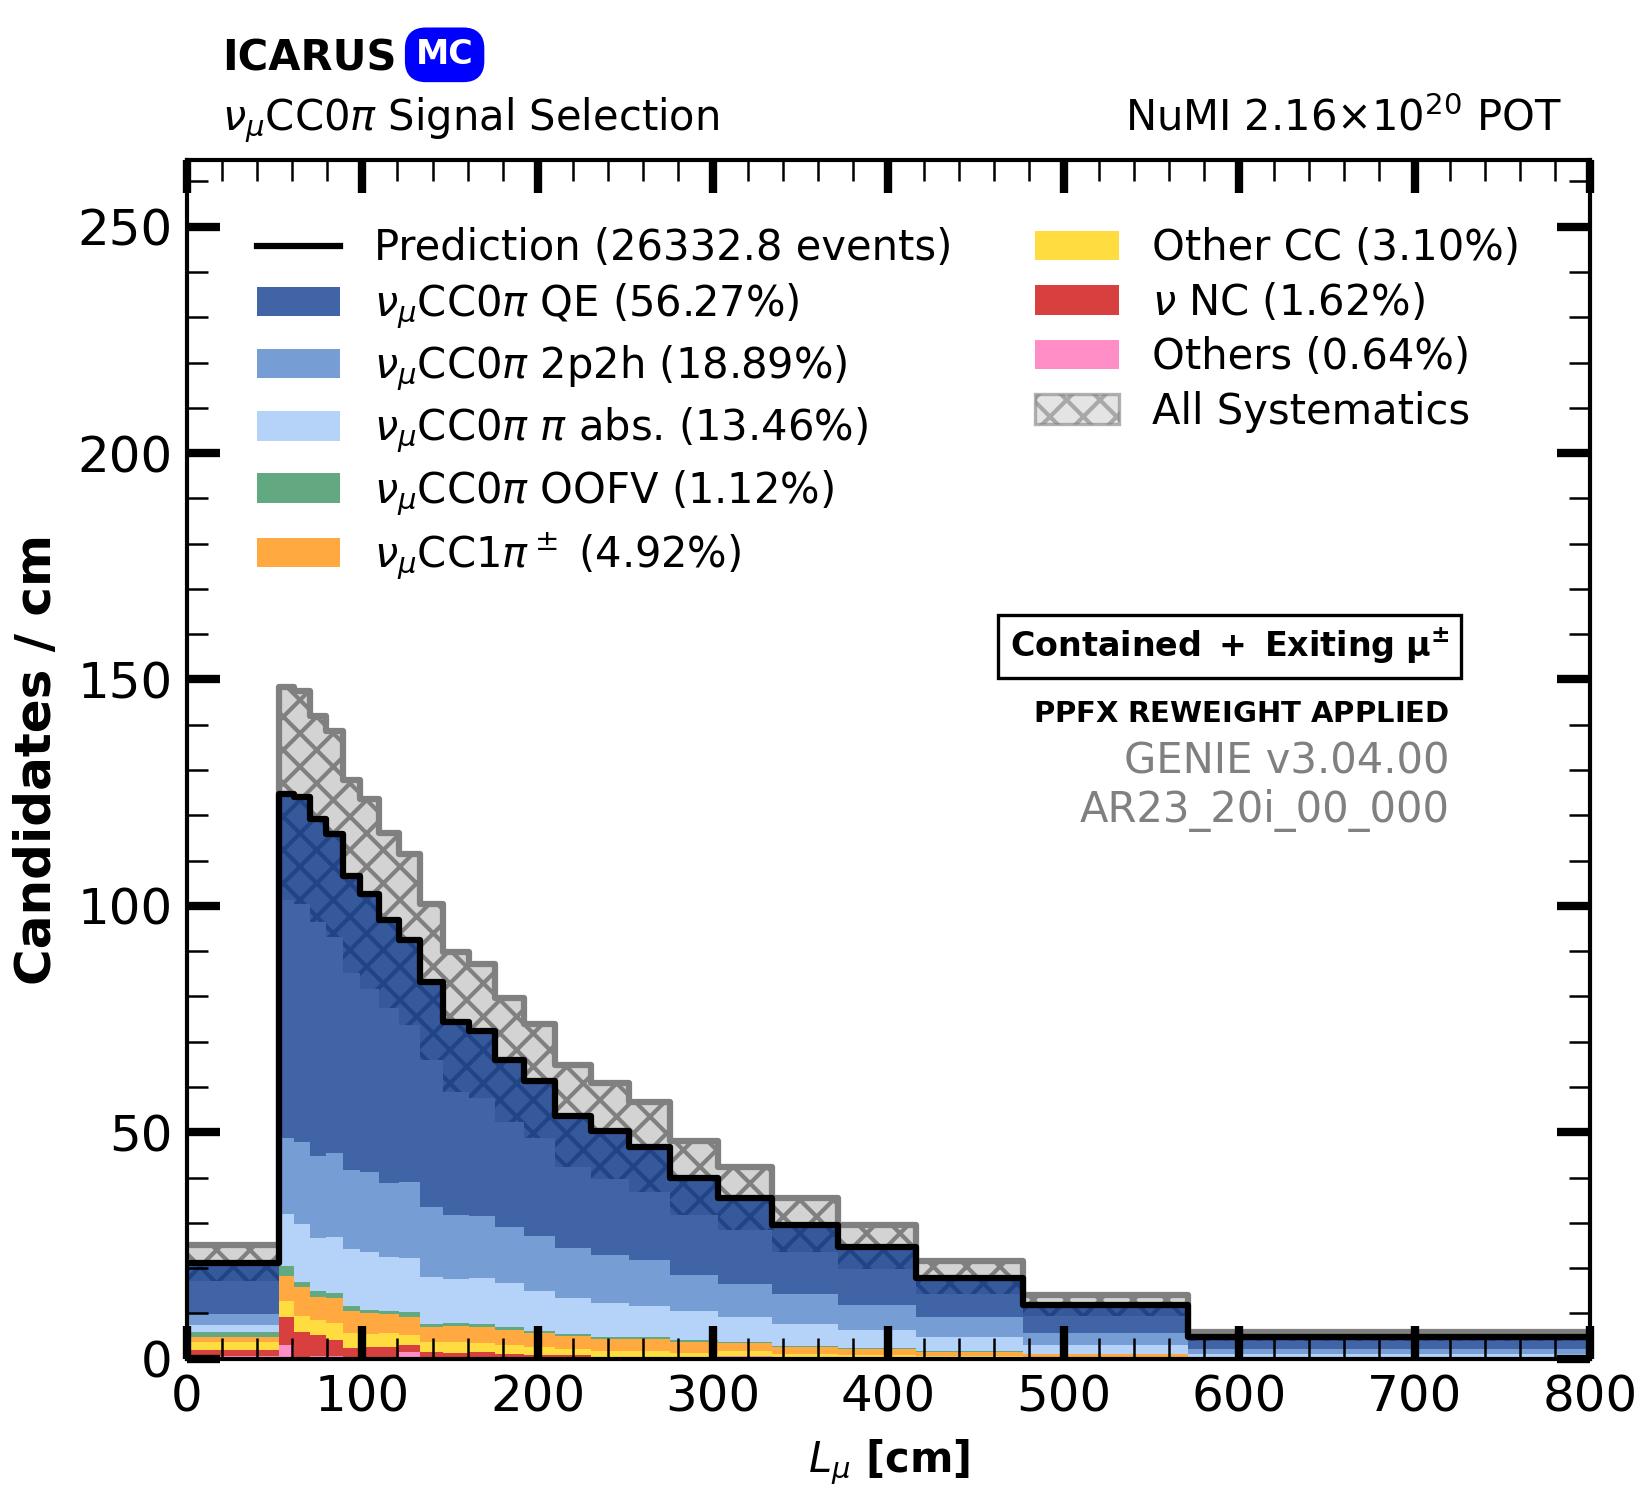 ICARUS MC
νμCC0π Signal Selection
NuMI 2.16×10²⁰ POT
Prediction (26332.8 events)
νμCC0π QE (56.27%)
νμCC0π 2p2h (18.89%)
νμCC0π π abs. (13.46%)
νμCC0π OOFV (1.12%)
νμCC1π± (4.92%)
Other CC (3.10%)
ν NC (1.62%)
Others (0.64%)
All Systematics
Contained + Exiting μ±
PPFX REWEIGHT APPLIED
GENIE v3.04.00
AR23_20i_00_000
Candidates / cm
250
200
150
100
50
0
0 100 200 300 400 500 600 700 800
Lμ [cm]